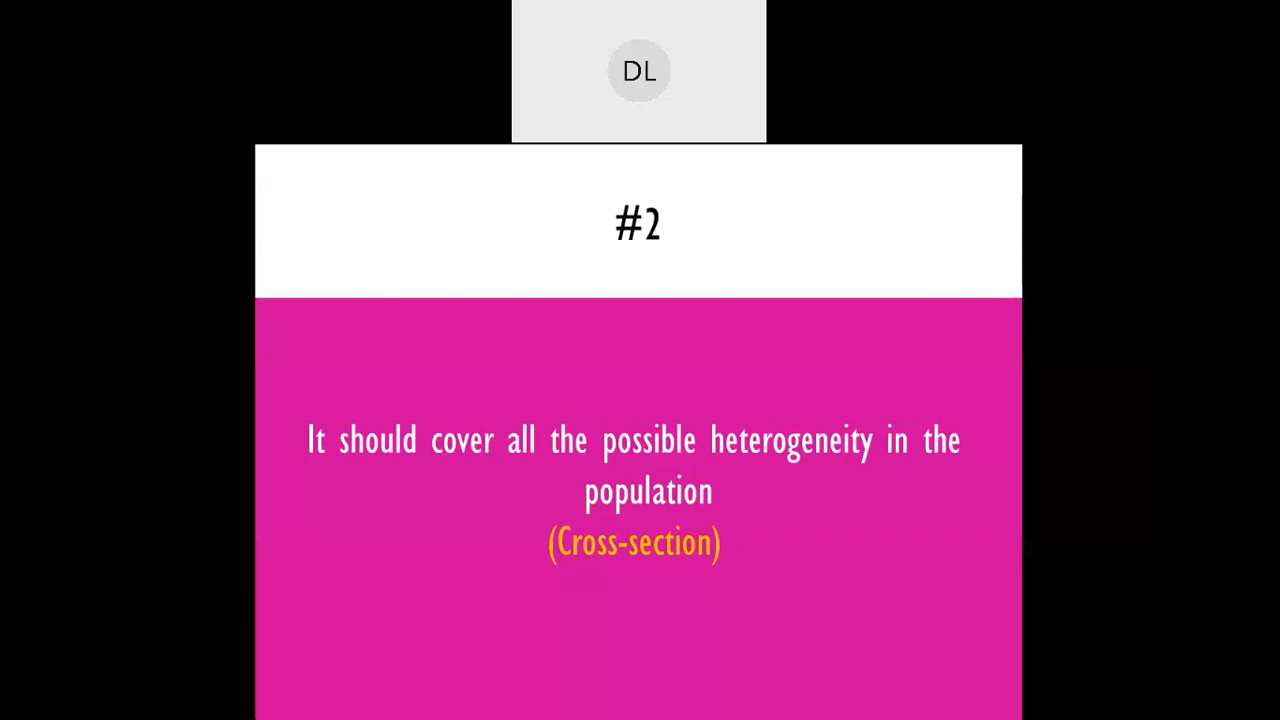 DL
#2
It should cover all the possible heterogeneity in the
population
(Cross-section)